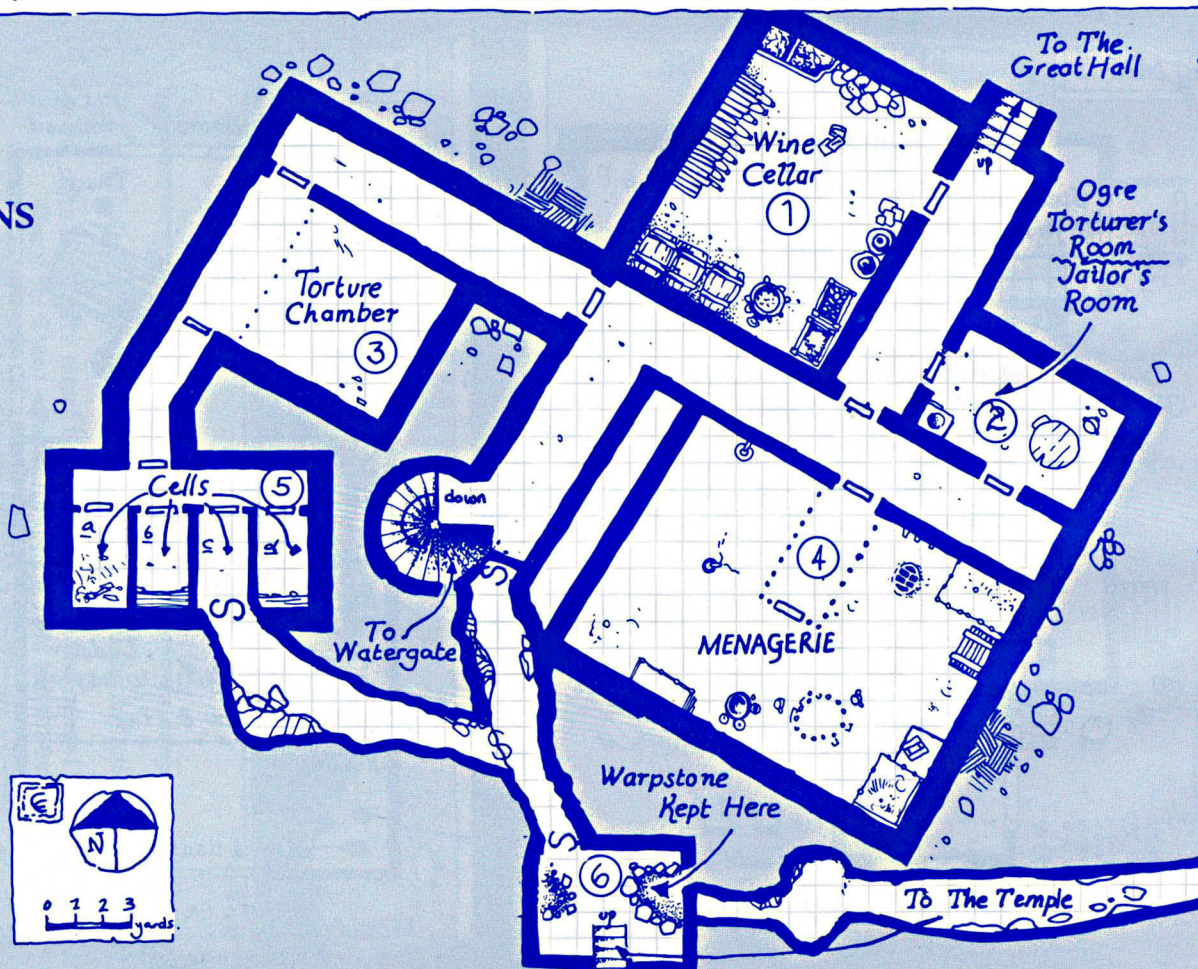 To The
Great Hall
up
NS
Wine
Cellar
1
Ogre
Torturer's
Room
Jailor's
Room
2
Torture
Chamber
3
4
MENAGERIE
Cells
5
a
b
c
d
down
S
S
To
Watergate
S
Warpstone
Kept Here
S
6
up
To The Temple
N
0 1 2 3
yards.